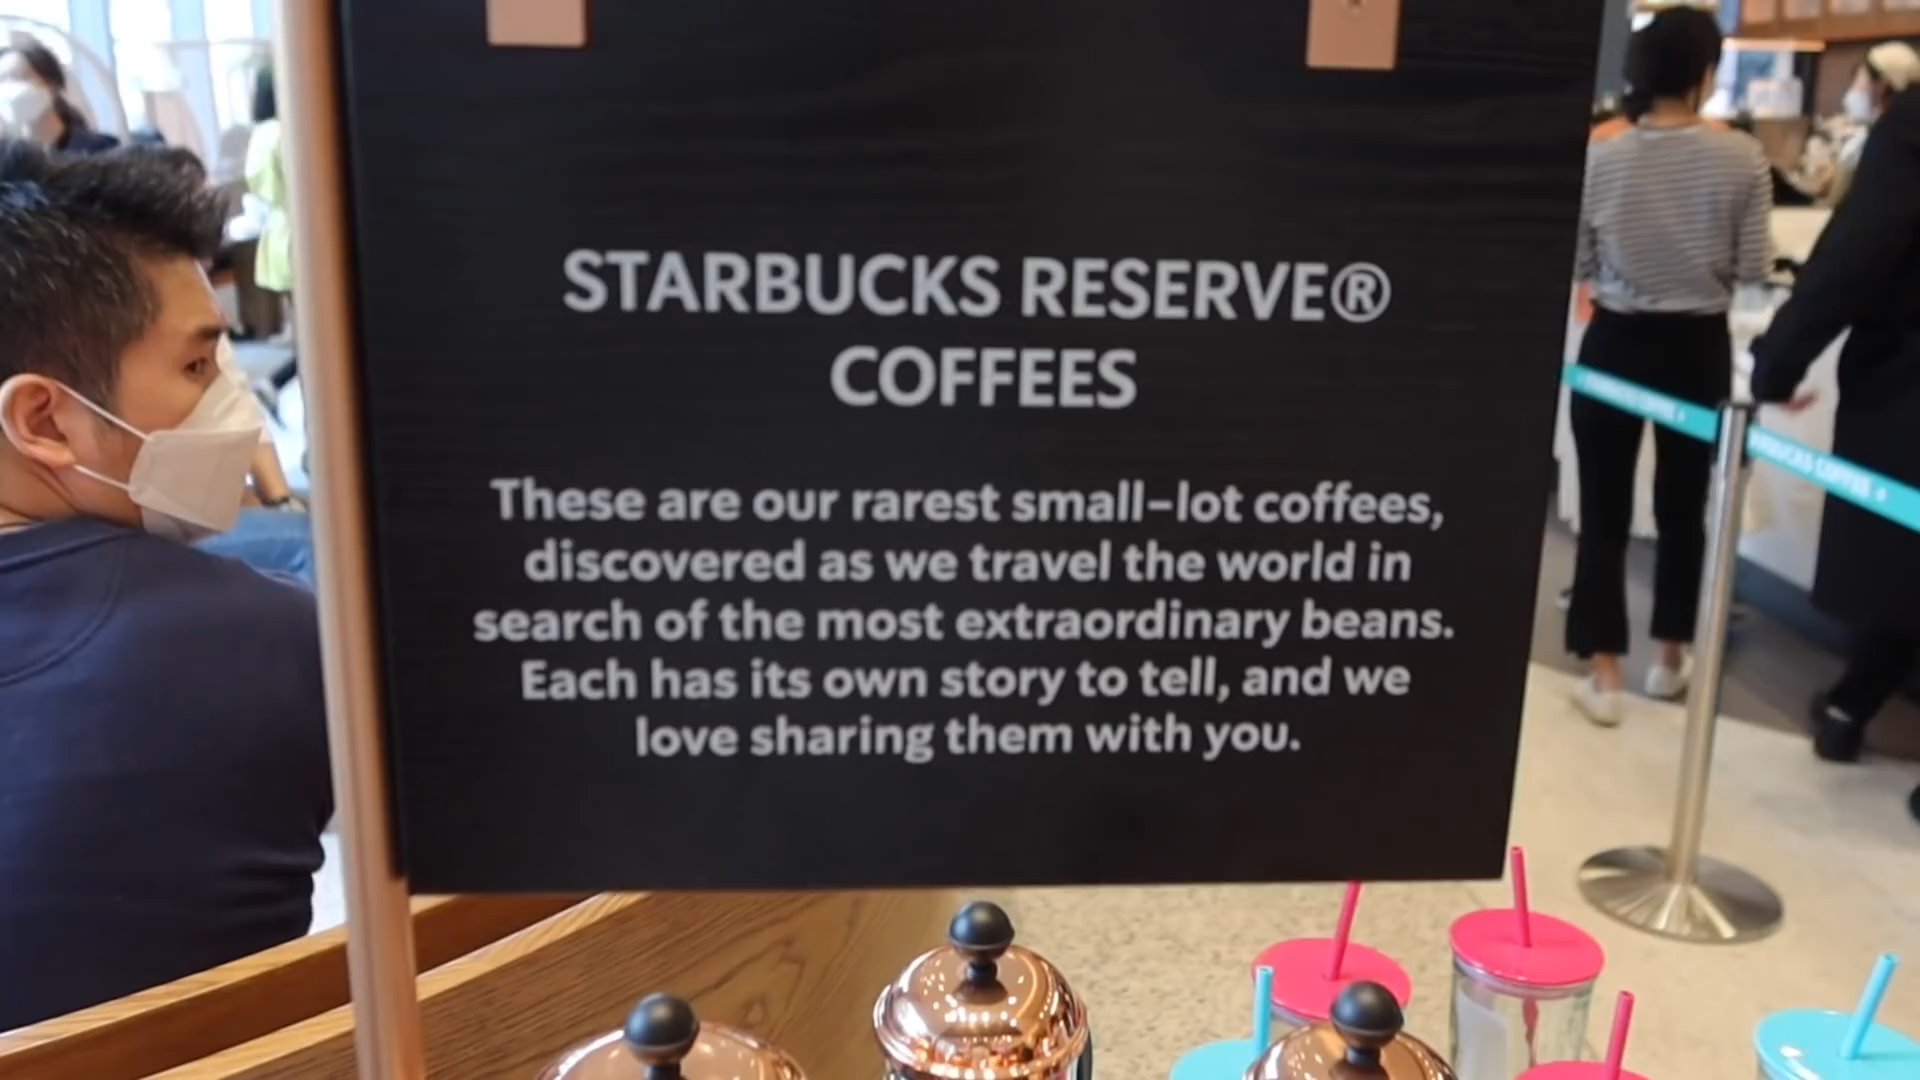 STARBUCKS RESERVE®
COFFEES
These are our rarest small-lot coffees,
discovered as we travel the world in
search of the most extraordinary beans.
Each has its own story to tell, and we
love sharing them with you.
COFFEE